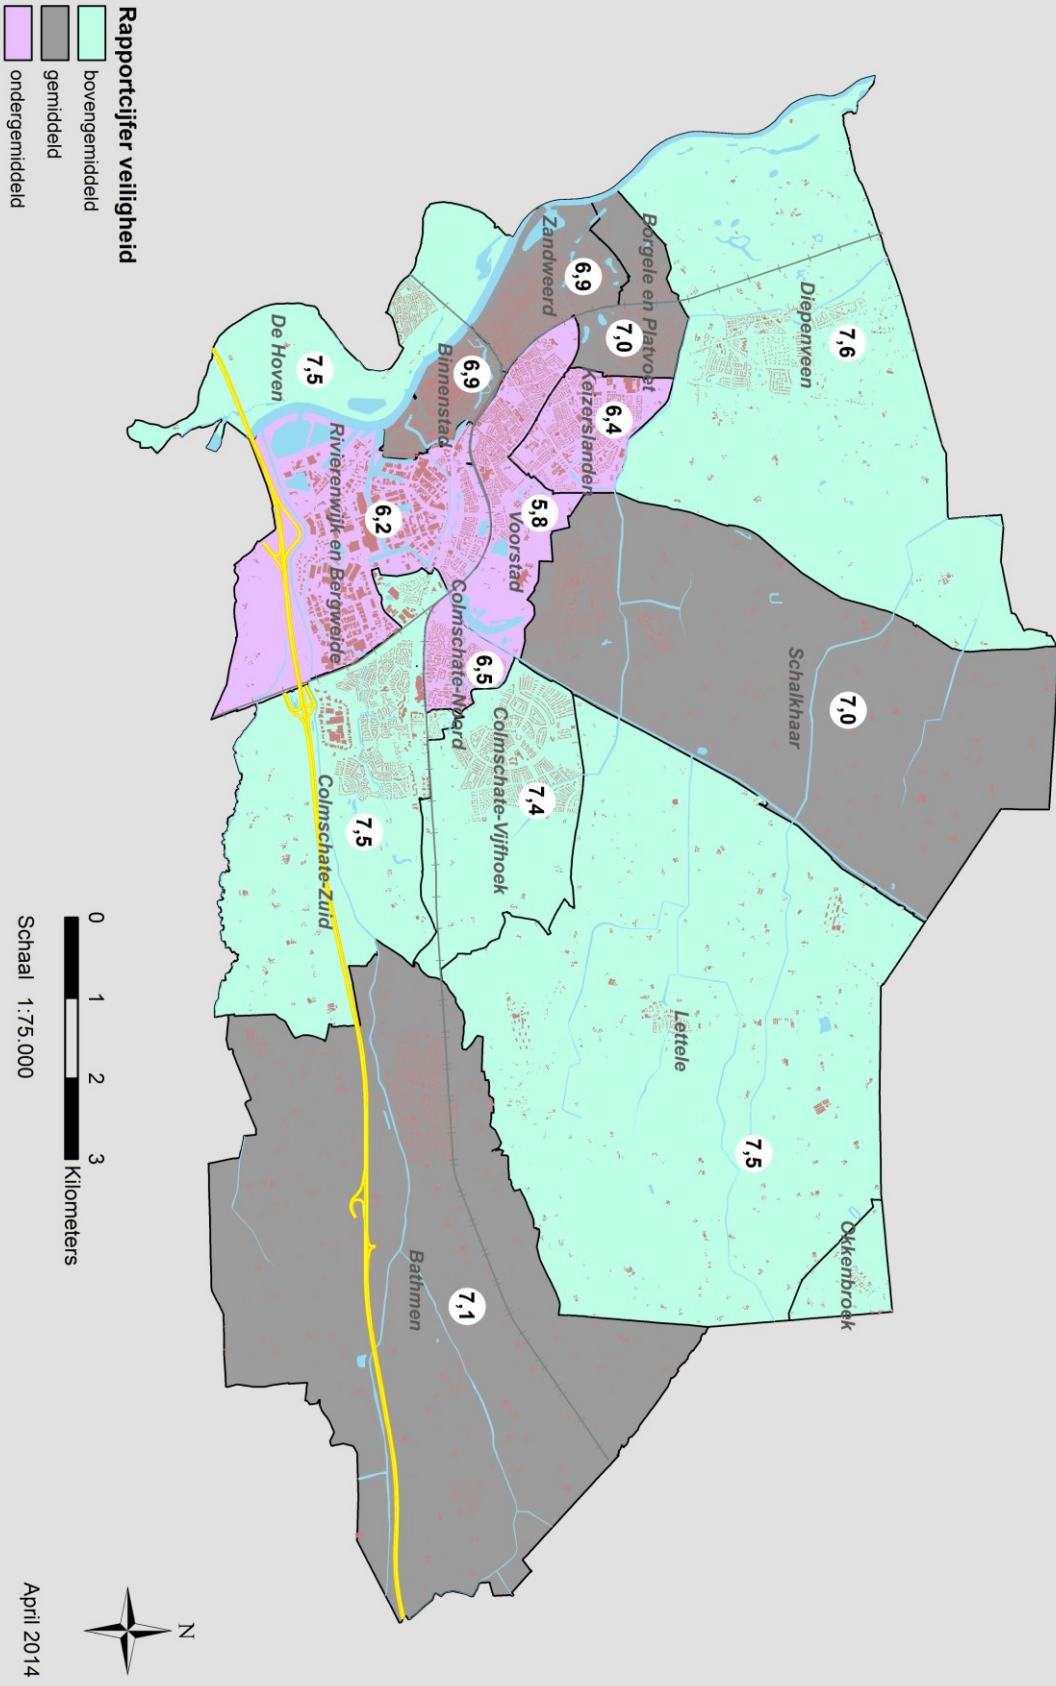 Diepenveen
7,6
Borgele en Platvoet
7,0
Zandweerd
6,9
Keizerslanden
6,4
Binnenstad
6,9
Voorstad
5,8
De Hoven
7,5
Rivierenwijk en Bergweide
6,2
Colmschate-Noord
6,5
Schalkhaar
7,0
Colmschate-Vijfhoek
7,4
Colmschate-Zuid
7,5
Lettele
7,5
Okkenbroek
Bathmen
7,1
Rapportcijfer veiligheid
bovengemiddeld
gemiddeld
ondergemiddeld
0 1 2 3
Kilometers
Schaal 1:75.000
N
April 2014